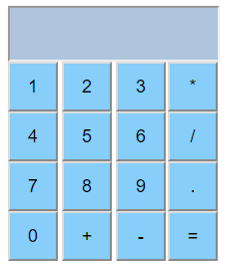 1 2 3 *
4 5 6 /
7 8 9 .
0 + - =